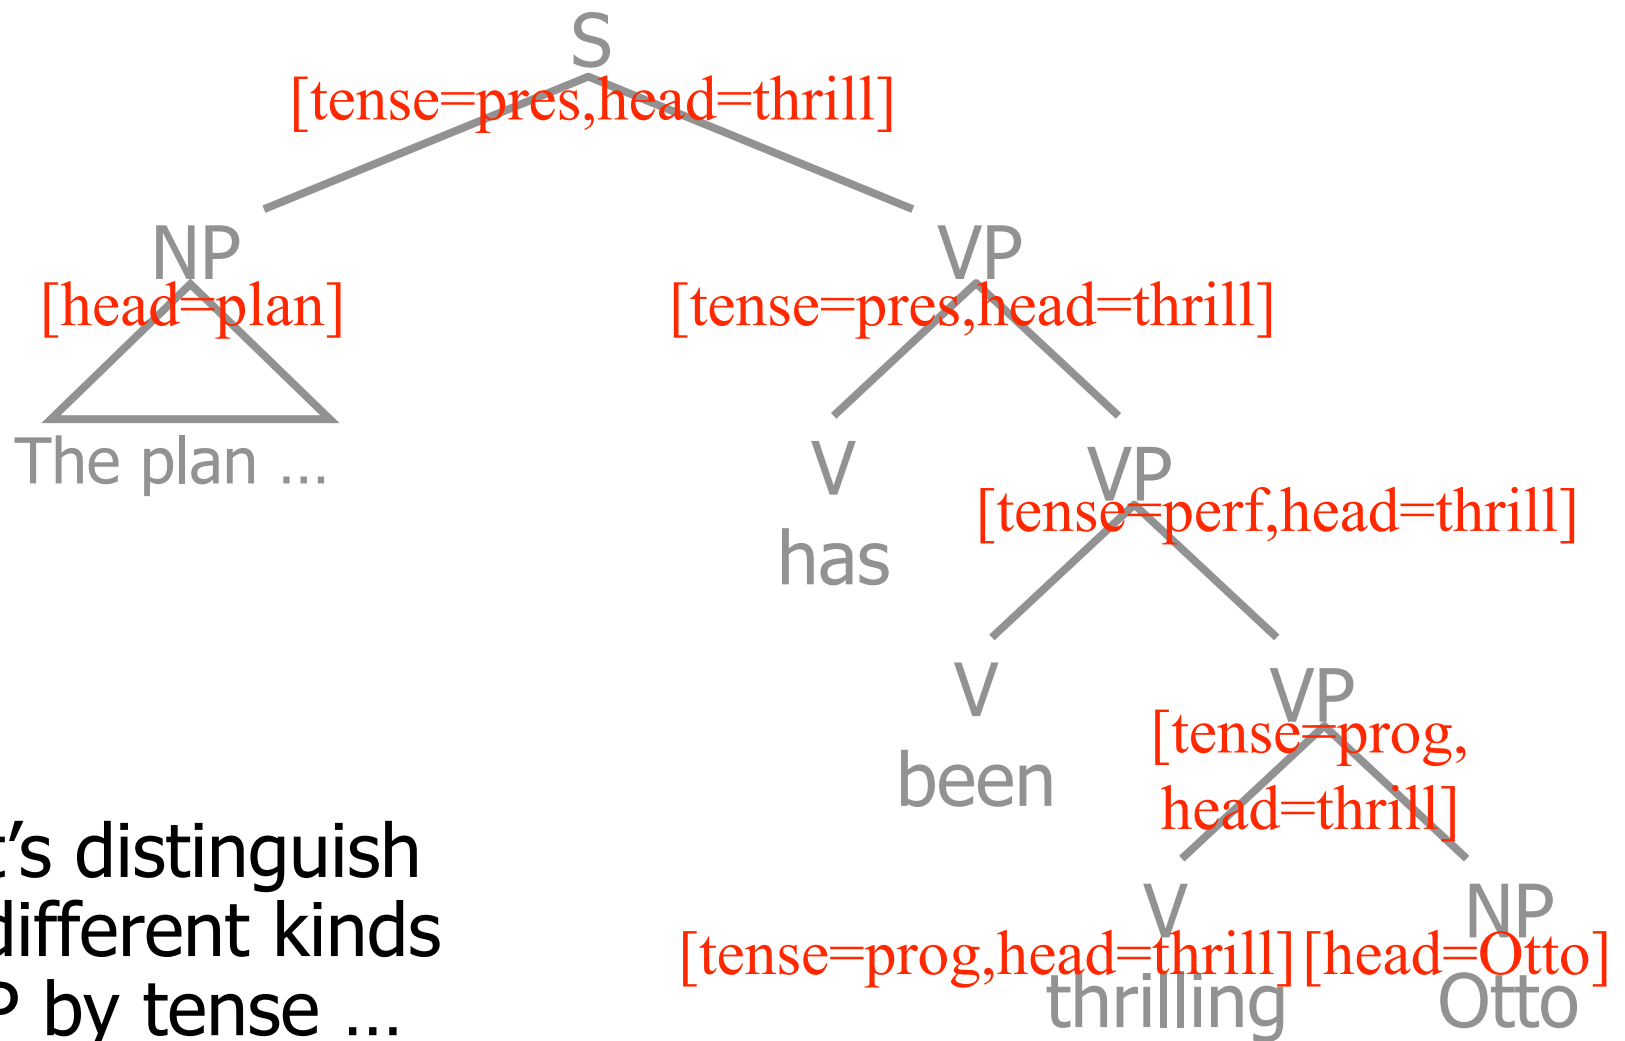 S
[tense=pres,head=thrill]
NP
VP
[head=plan]
[tense=pres,head=thrill]
The plan …
V
VP
[tense=perf,head=thrill]
has
V
VP
[tense=prog,
head=thrill]
been
t’s distinguish
different kinds
P by tense …
V
NP
[tense=prog,head=thrill]
[head=Otto]
thrilling
Otto